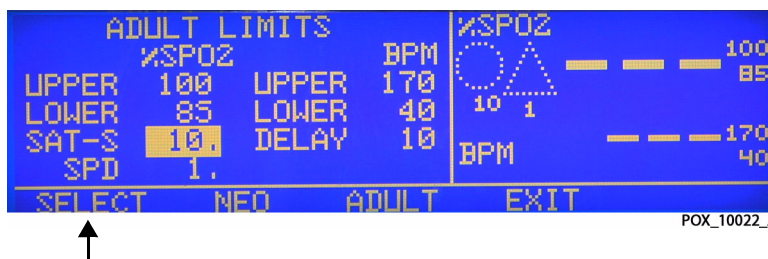 ADULT LIMITS
%SPO2 BPM
UPPER 100 UPPER 170
LOWER 85 LOWER 40
SAT-S 10. DELAY 10
SPD 1.
%SPO2
10 1
--- 100
85
BPM --- 170
40
SELECT NEO ADULT EXIT
POX_10022_